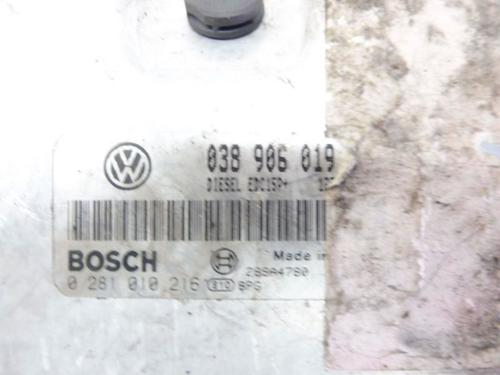 038 906 019
DIESEL EDC15P+
BOSCH Made in
28SA4780
0 281 010 216 BPG